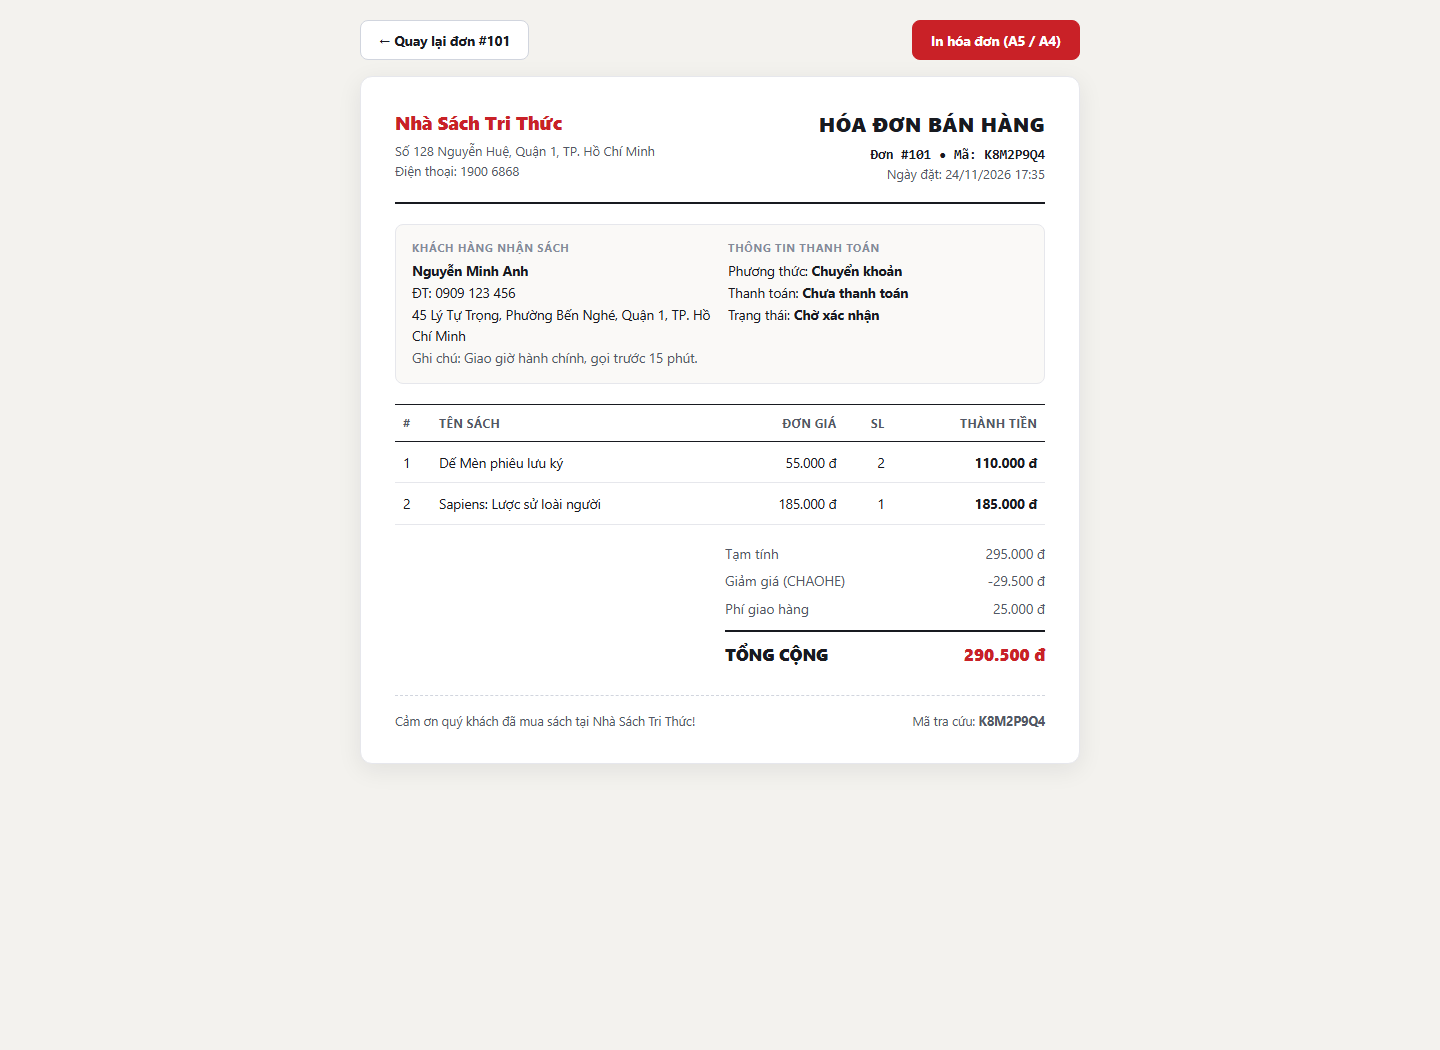 ← Quay lại đơn #101
In hóa đơn (A5 / A4)
Nhà Sách Tri Thức
Số 128 Nguyễn Huệ, Quận 1, TP. Hồ Chí Minh
Điện thoại: 1900 6868
HÓA ĐƠN BÁN HÀNG
Đơn #101 • Mã: K8M2P9Q4
Ngày đặt: 24/11/2026 17:35
KHÁCH HÀNG NHẬN SÁCH
Nguyễn Minh Anh
ĐT: 0909 123 456
45 Lý Tự Trọng, Phường Bến Nghé, Quận 1, TP. Hồ
Chí Minh
Ghi chú: Giao giờ hành chính, gọi trước 15 phút.
THÔNG TIN THANH TOÁN
Phương thức: Chuyển khoản
Thanh toán: Chưa thanh toán
Trạng thái: Chờ xác nhận
# TÊN SÁCH ĐƠN GIÁ SL THÀNH TIỀN
1 Dế Mèn phiêu lưu ký 55.000 đ 2 110.000 đ
2 Sapiens: Lược sử loài người 185.000 đ 1 185.000 đ
Tạm tính 295.000 đ
Giảm giá (CHAOHE) -29.500 đ
Phí giao hàng 25.000 đ
TỔNG CỘNG 290.500 đ
Cảm ơn quý khách đã mua sách tại Nhà Sách Tri Thức!
Mã tra cứu: K8M2P9Q4